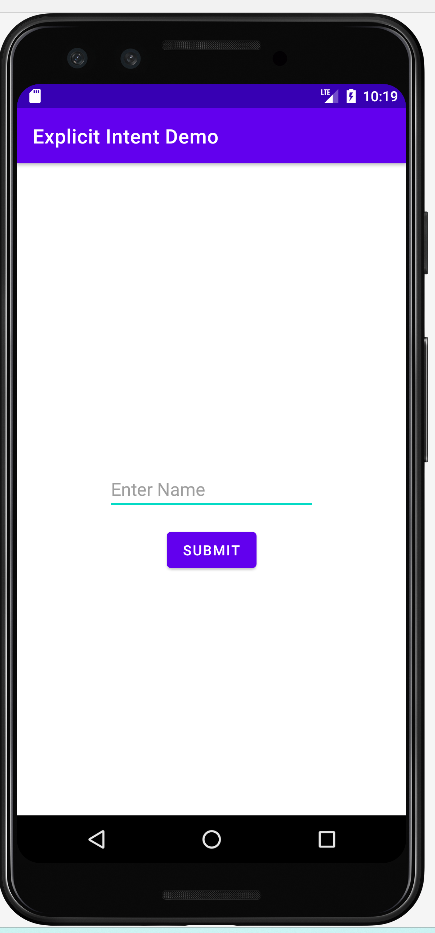 LTE 10:19
Explicit Intent Demo
Enter Name
SUBMIT